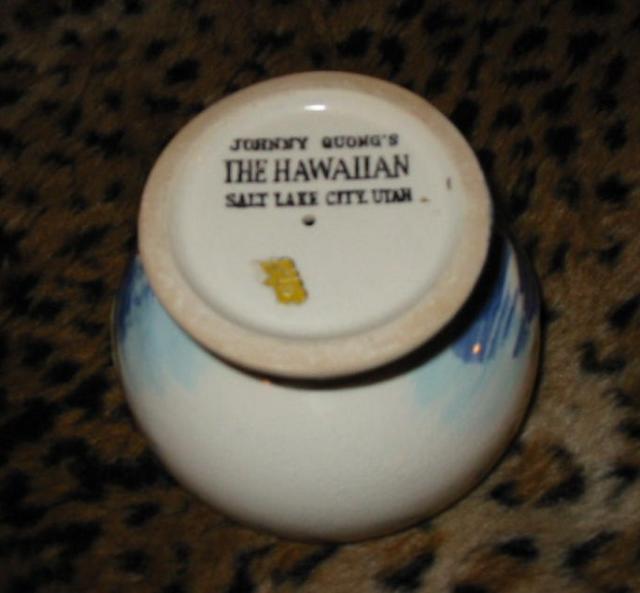 JOHNNY QUONG'S
THE HAWAIIAN
SALT LAKE CITY, UTAH